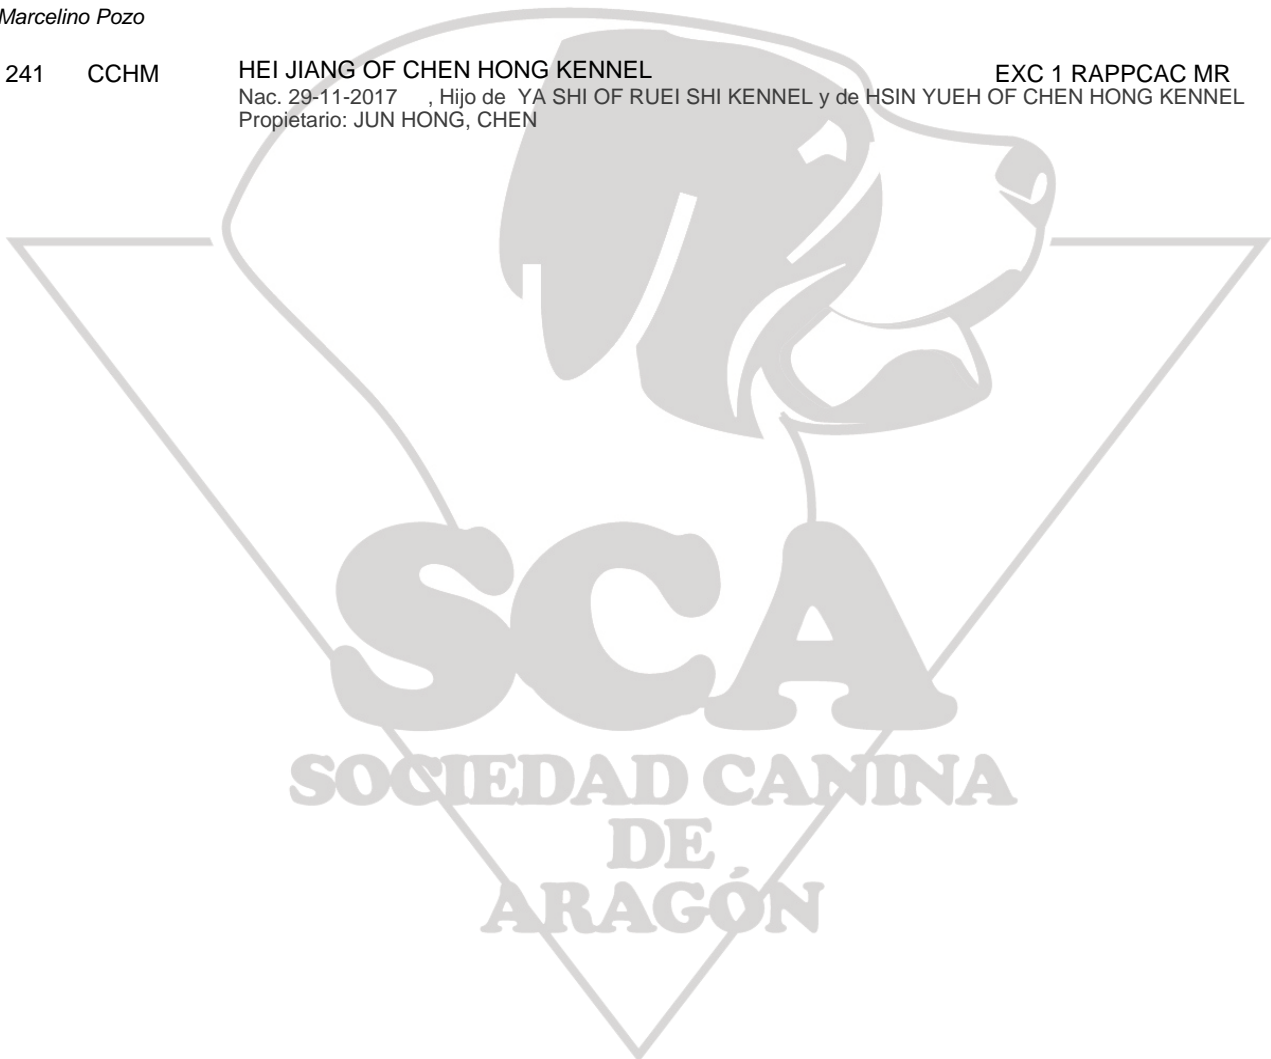 Marcelino Pozo
241 CCHM HEI JIANG OF CHEN HONG KENNEL EXC 1 RAPPCAC MR
Nac. 29-11-2017 , Hijo de YA SHI OF RUEI SHI KENNEL y de HSIN YUEH OF CHEN HONG KENNEL
Propietario: JUN HONG, CHEN
SCA
SOCIEDAD CANINA
DE
ARAGÓN